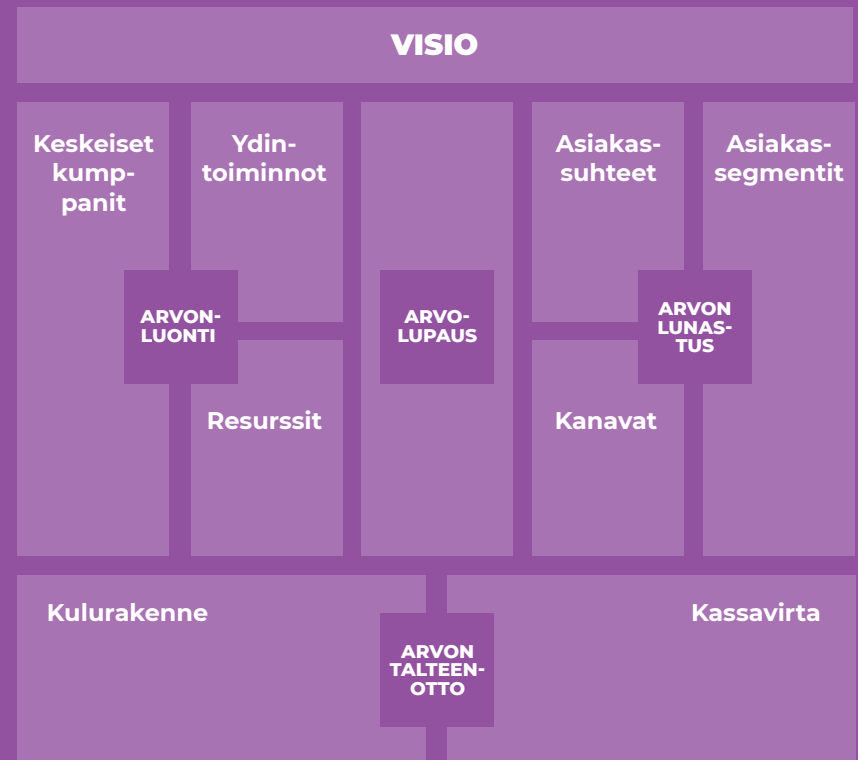 VISIO
Keskeiset
kump-
panit
Ydin-
toiminnot
Asiakas-
suhteet
Asiakas-
segmentit
ARVON-
LUONTI
ARVO-
LUPAUS
ARVON
LUNAS-
TUS
Resurssit
Kanavat
Kulurakenne
Kassavirta
ARVON
TALTEEN-
OTTO